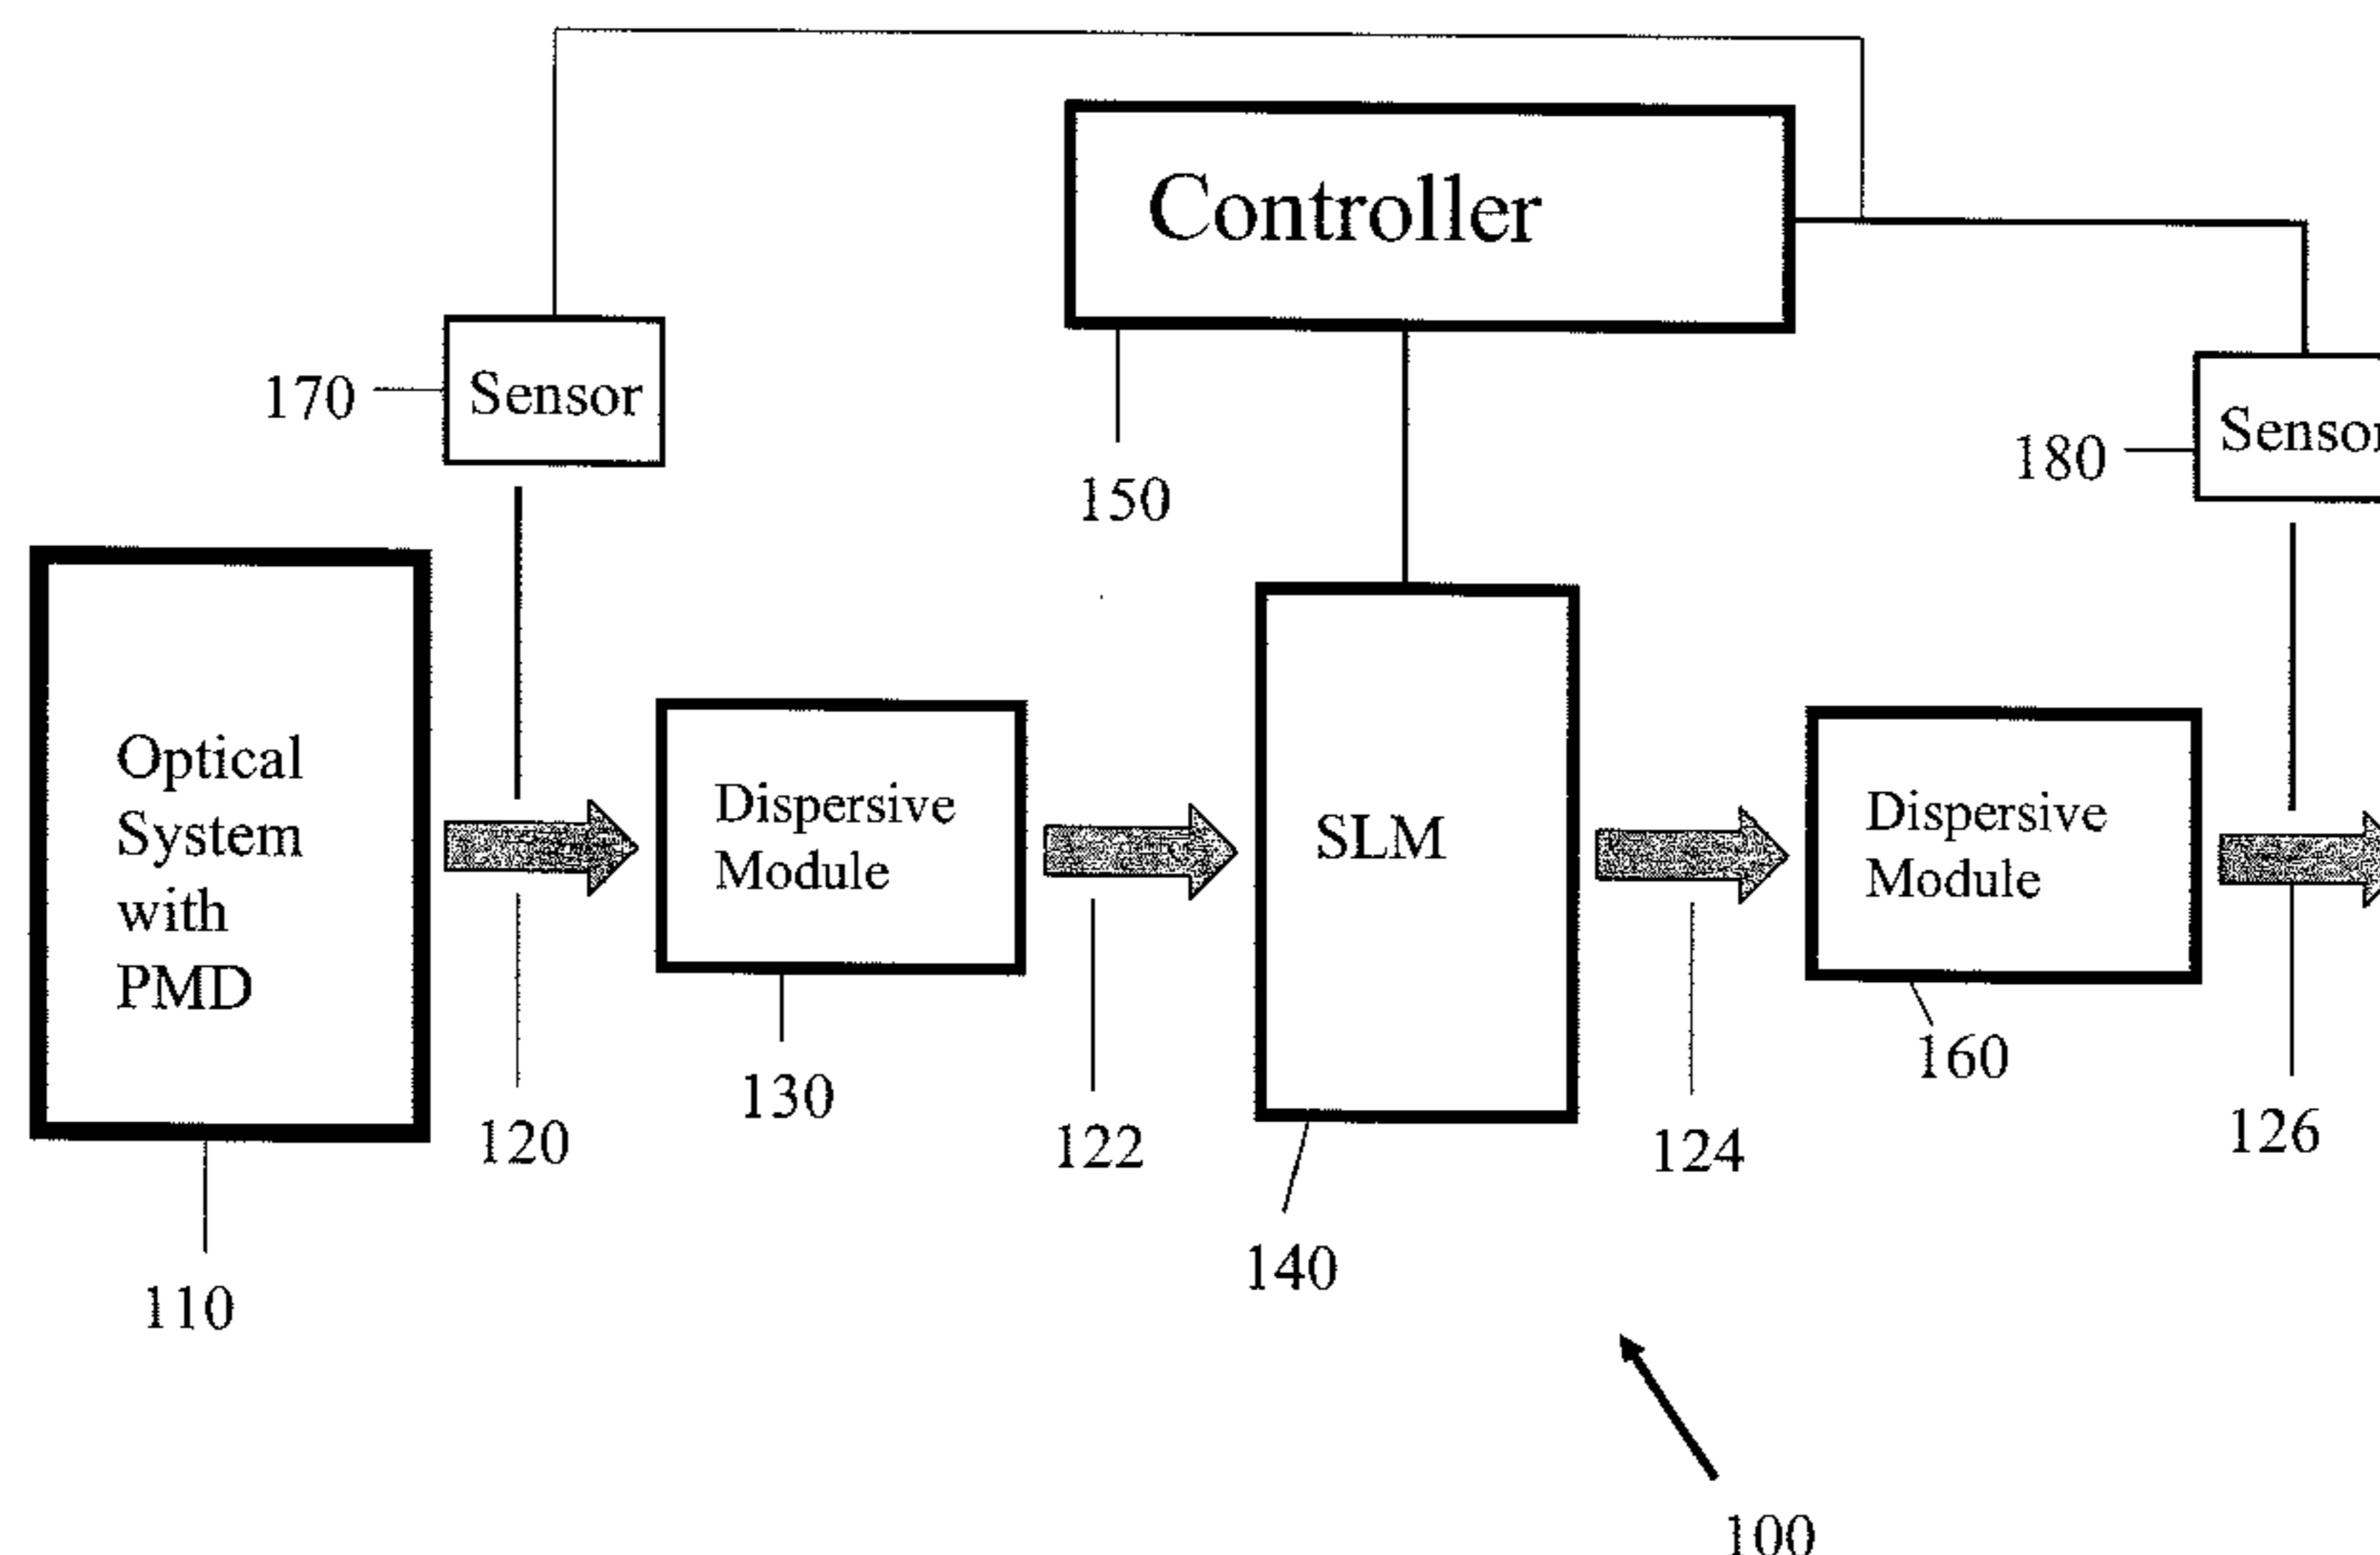 Controller
170
Sensor
150
180
Sensor
Optical
System
with
PMD
Dispersive
Module
SLM
Dispersive
Module
120
130
122
140
124
160
126
110
100